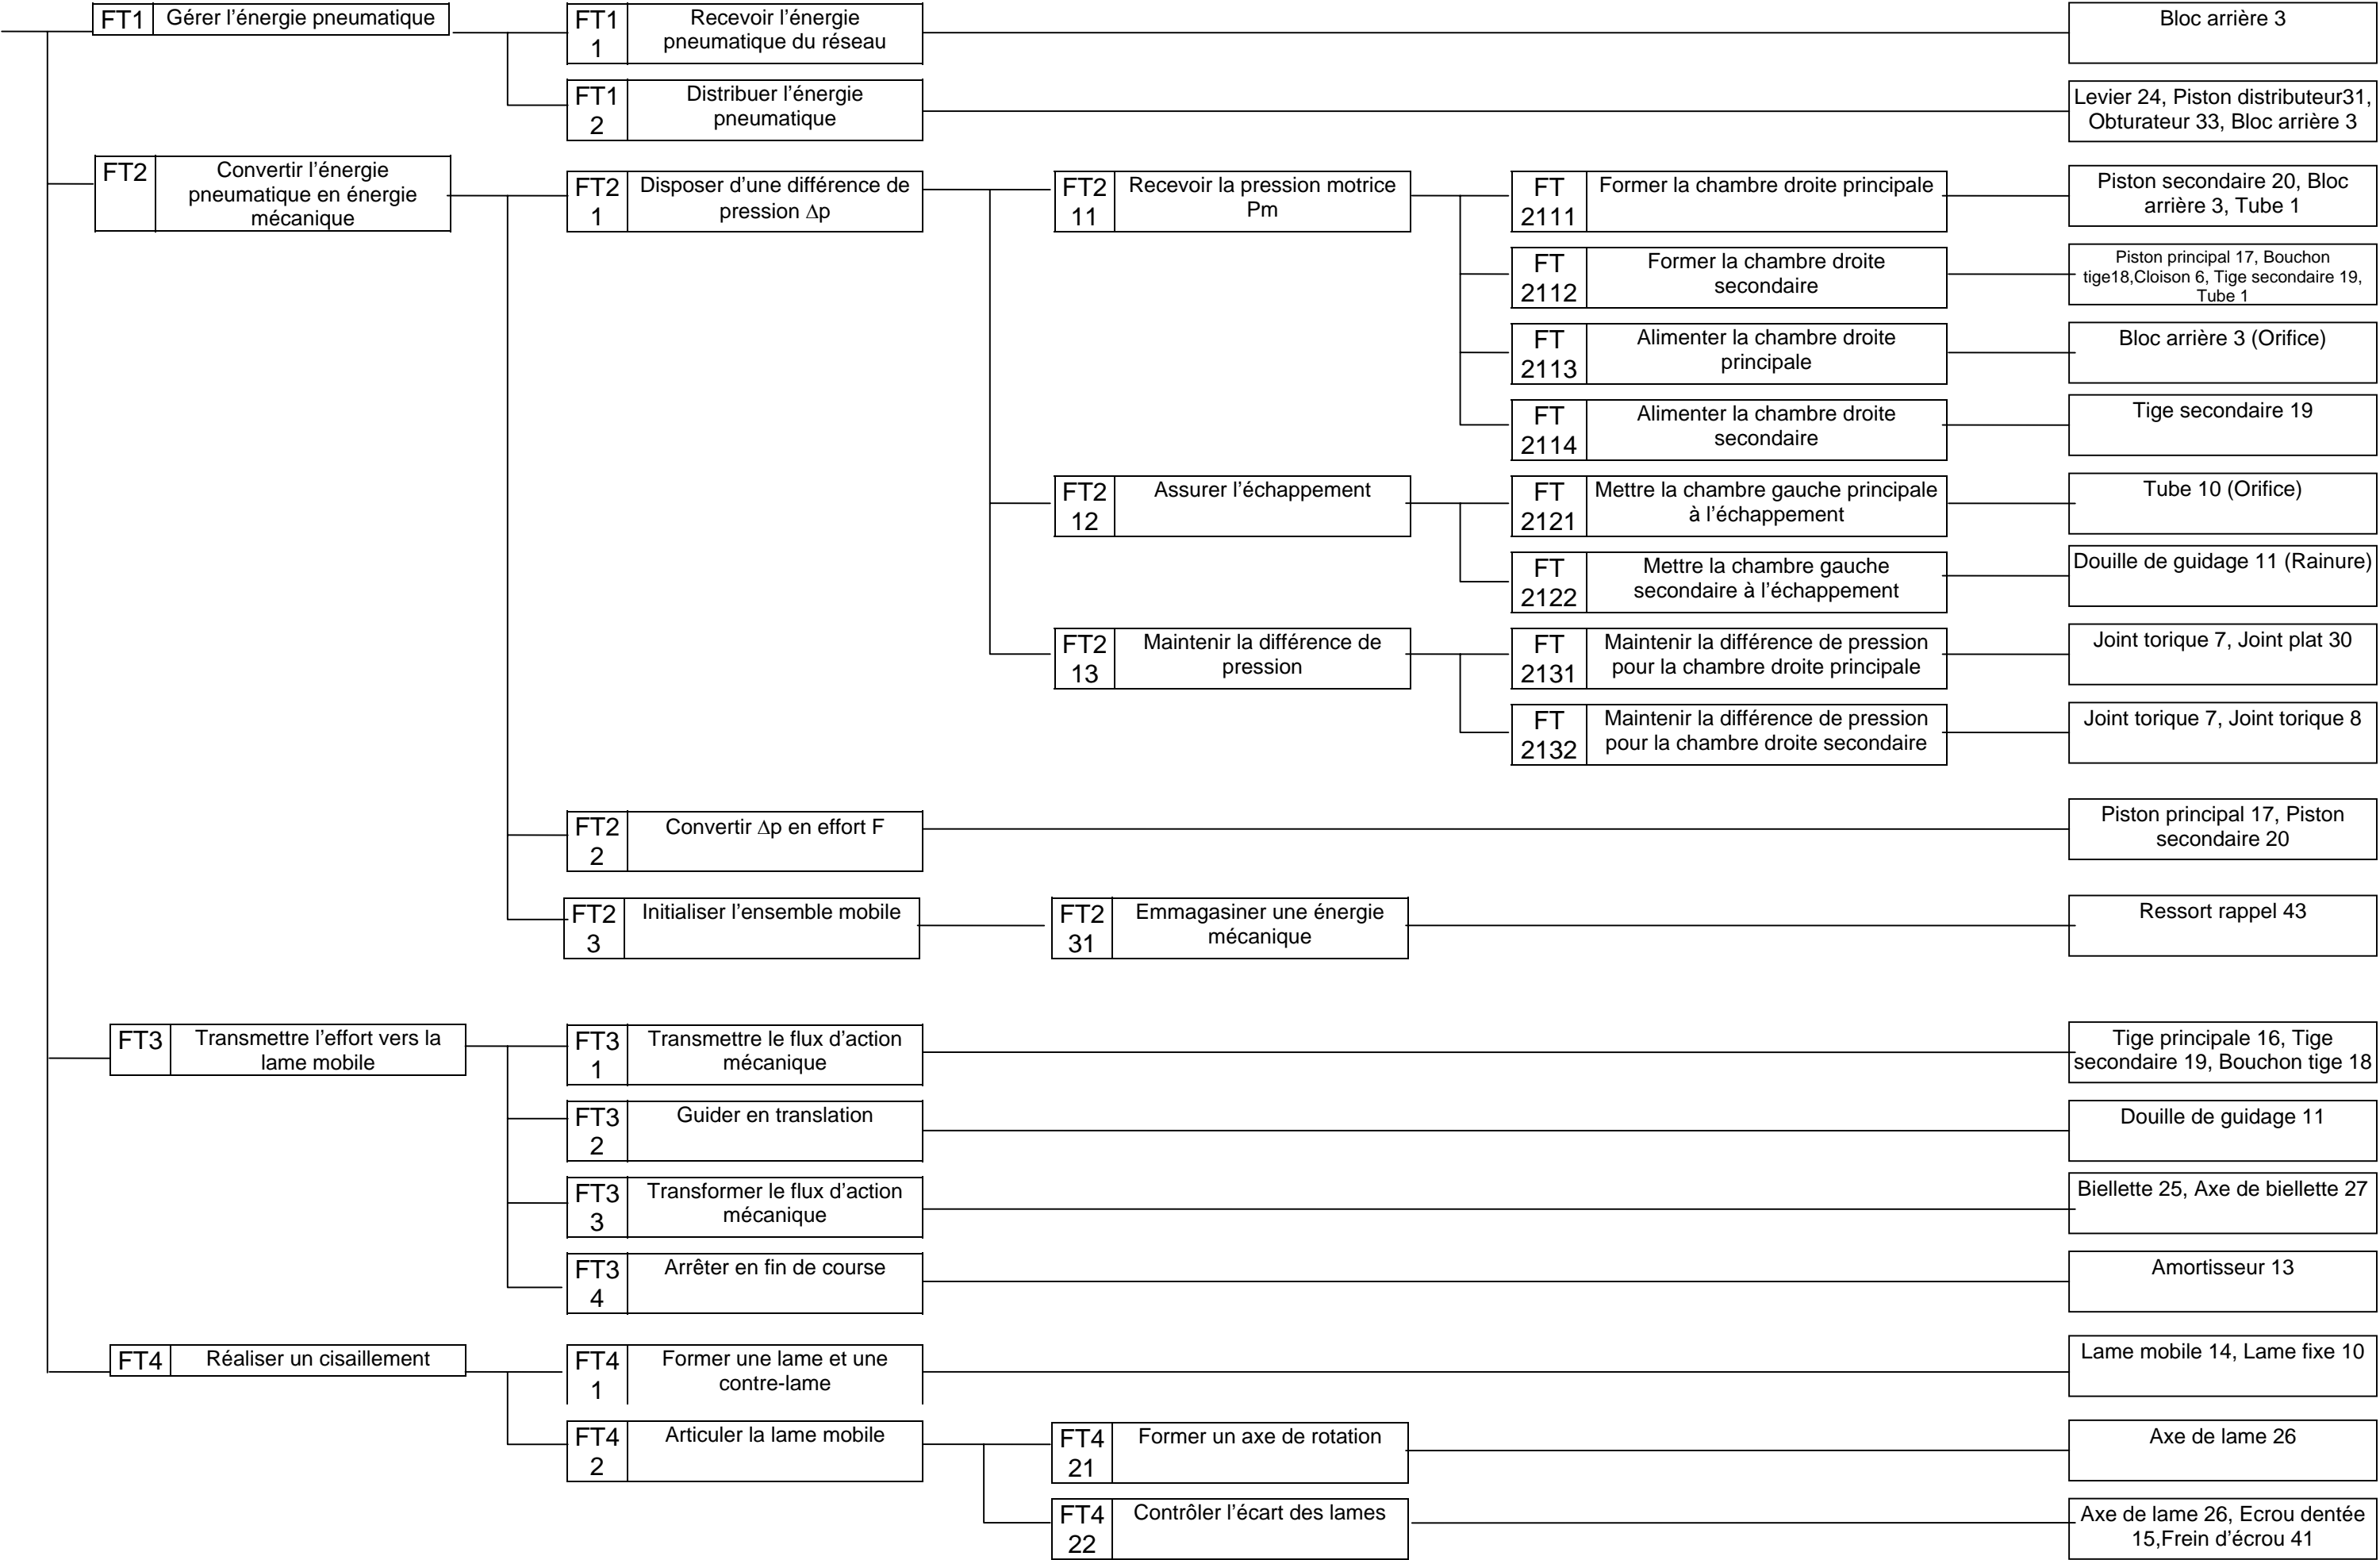 FT1
Gérer l'énergie pneumatique
FT1
1
Recevoir l'énergie
pneumatique du réseau
Bloc arrière 3
FT1
2
Distribuer l'énergie
pneumatique
Levier 24, Piston distributeur31,
Obturateur 33, Bloc arrière 3
FT2
Convertir l'énergie
pneumatique en énergie
mécanique
FT2
1
Disposer d'une différence de
pression Δp
FT2
11
Recevoir la pression motrice
Pm
FT
2111
Former la chambre droite principale
Piston secondaire 20, Bloc
arrière 3, Tube 1
FT
2112
Former la chambre droite
secondaire
Piston principal 17, Bouchon
tige18,Cloison 6, Tige secondaire 19,
Tube 1
FT
2113
Alimenter la chambre droite
principale
Bloc arrière 3 (Orifice)
FT
2114
Alimenter la chambre droite
secondaire
Tige secondaire 19
FT2
12
Assurer l'échappement
FT
2121
Mettre la chambre gauche principale
à l'échappement
Tube 10 (Orifice)
FT
2122
Mettre la chambre gauche
secondaire à l'échappement
Douille de guidage 11 (Rainure)
FT2
13
Maintenir la différence de
pression
FT
2131
Maintenir la différence de pression
pour la chambre droite principale
Joint torique 7, Joint plat 30
FT
2132
Maintenir la différence de pression
pour la chambre droite secondaire
Joint torique 7, Joint torique 8
FT2
2
Convertir Δp en effort F
Piston principal 17, Piston
secondaire 20
FT2
3
Initialiser l'ensemble mobile
FT2
31
Emmagasiner une énergie
mécanique
Ressort rappel 43
FT3
Transmettre l'effort vers la
lame mobile
FT3
1
Transmettre le flux d'action
mécanique
Tige principale 16, Tige
secondaire 19, Bouchon tige 18
FT3
2
Guider en translation
Douille de guidage 11
FT3
3
Transformer le flux d'action
mécanique
Biellette 25, Axe de biellette 27
FT3
4
Arrêter en fin de course
Amortisseur 13
FT4
Réaliser un cisaillement
FT4
1
Former une lame et une
contre-lame
Lame mobile 14, Lame fixe 10
FT4
2
Articuler la lame mobile
FT4
21
Former un axe de rotation
Axe de lame 26
FT4
22
Contrôler l'écart des lames
Axe de lame 26, Ecrou dentée
15,Frein d'écrou 41